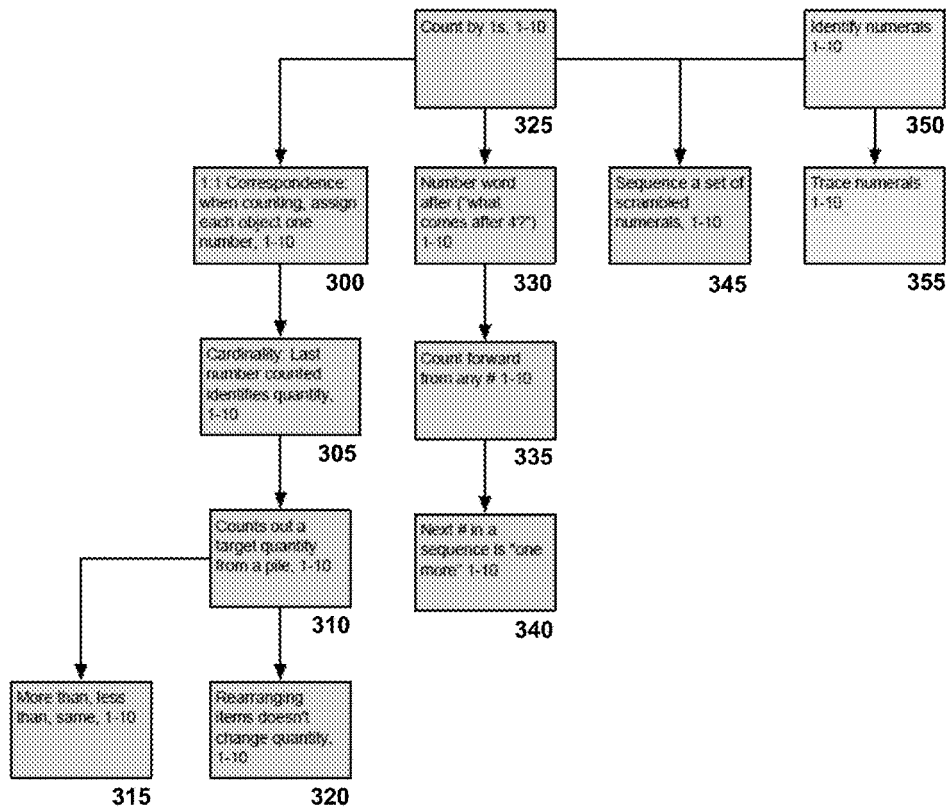 Count by 1s, 1-10
325
Identify numerals
1-10
350
1:1 Correspondence:
when counting, assign
each object one
number, 1-10
300
Number word
after ("what
comes after 4?")
1-10
330
Sequence a set of
scrambled
numerals, 1-10
345
Trace numerals
1-10
355
Cardinality: Last
number counted
identifies quantity,
1-10
305
Count forward
from any # 1-10
335
Counts out a
target quantity
from a pile, 1-10
310
Next # in a
sequence is "one
more" 1-10
340
More than, less
than, same, 1-10
315
Rearranging
items doesn't
change quantity,
1-10
320